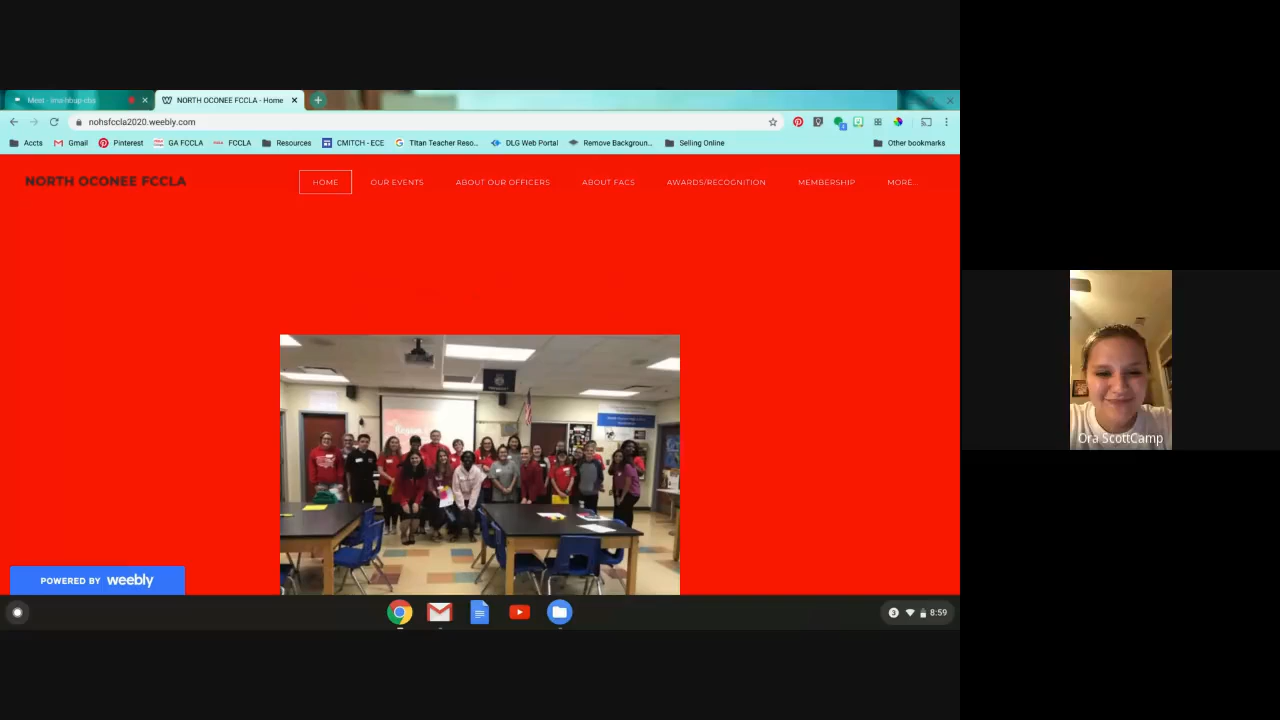 NORTH OCONEE FCCLA - Home
nohsfccla2020.weebly.com
Accts Gmail Pinterest GA FCCLA FCCLA Resources CMITCH - ECE TItan Teacher Reso... DLG Web Portal Remove Backgroun... Selling Online Other bookmarks
NORTH OCONEE FCCLA
HOME OUR EVENTS ABOUT OUR OFFICERS ABOUT FACS AWARDS/RECOGNITION MEMBERSHIP MORE...
Ora ScottCamp
POWERED BY weebly
3 8:59